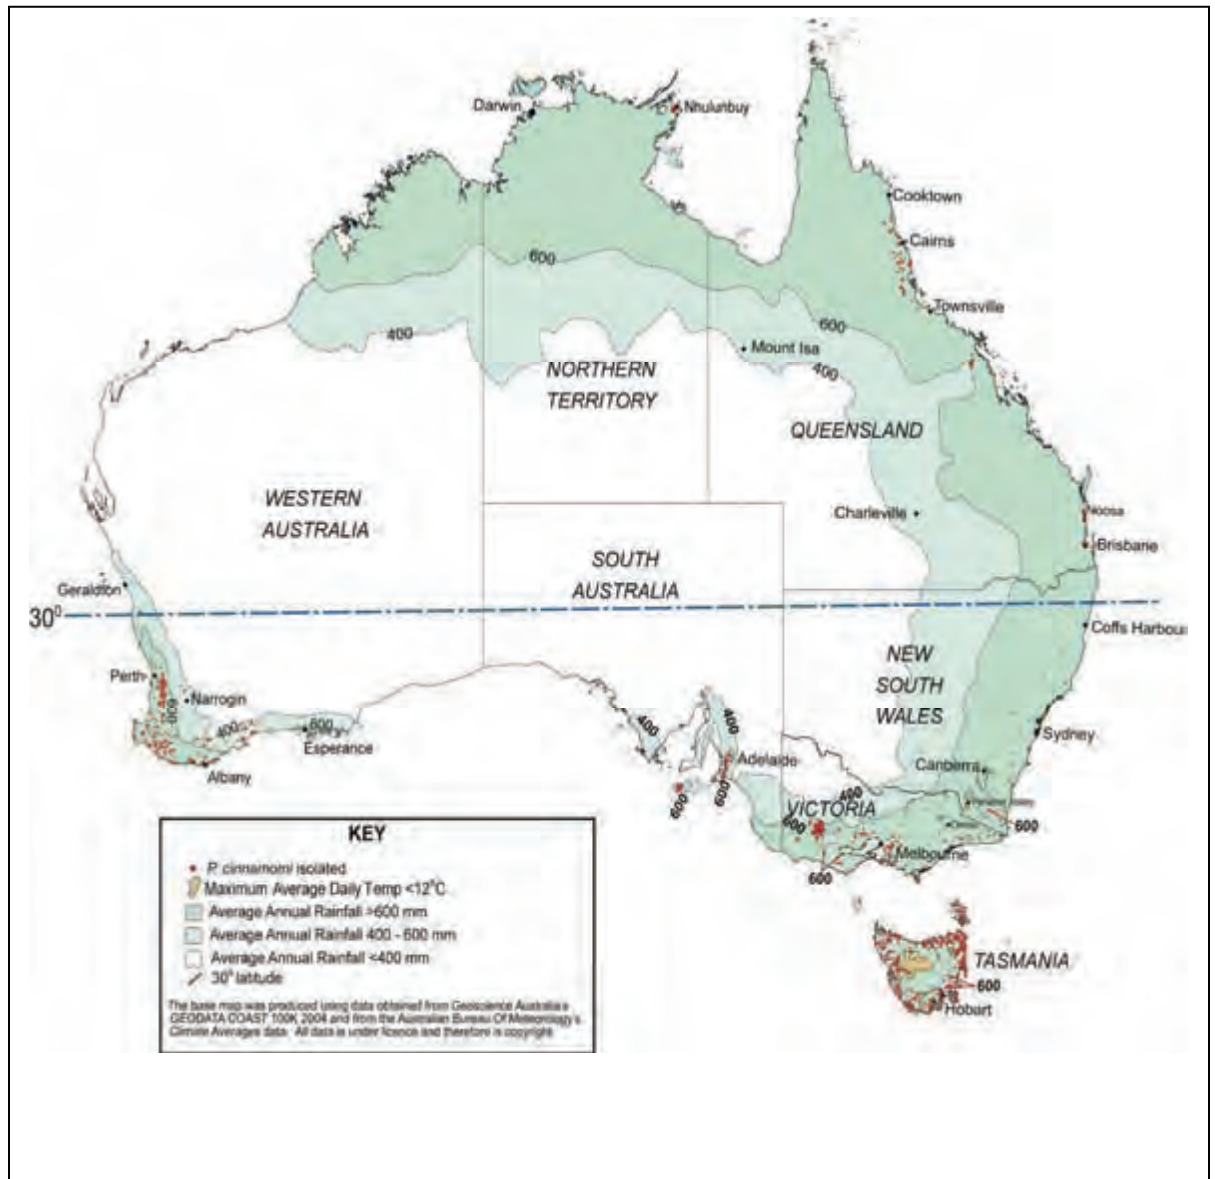 Darwin
Nhulunbuy
Cooktown
Cairns
600
Townsville
400
600
Mount Isa
400
NORTHERN
TERRITORY
QUEENSLAND
WESTERN
AUSTRALIA
Charleville
Noosa
Brisbane
SOUTH
AUSTRALIA
Geraldton
30⁰
Coffs Harbour
NEW
SOUTH
WALES
Perth
Narrogin
600
400
600
Esperance
Albany
400
400
Adelaide
600
600
Sydney
Canberra
400
VICTORIA
600
600
Melbourne
600
TASMANIA
600
Hobart
KEY
P. cinnamomi isolated
Maximum Average Daily Temp <12°C
Average Annual Rainfall >600 mm
Average Annual Rainfall 400 - 600 mm
Average Annual Rainfall <400 mm
30° latitude
The base map was produced using data obtained from Geoscience Australia's
GEODATA COAST 100K 2004 and from the Australian Bureau Of Meteorology's
Climate Averages data. All data is under licence and therefore is copyright